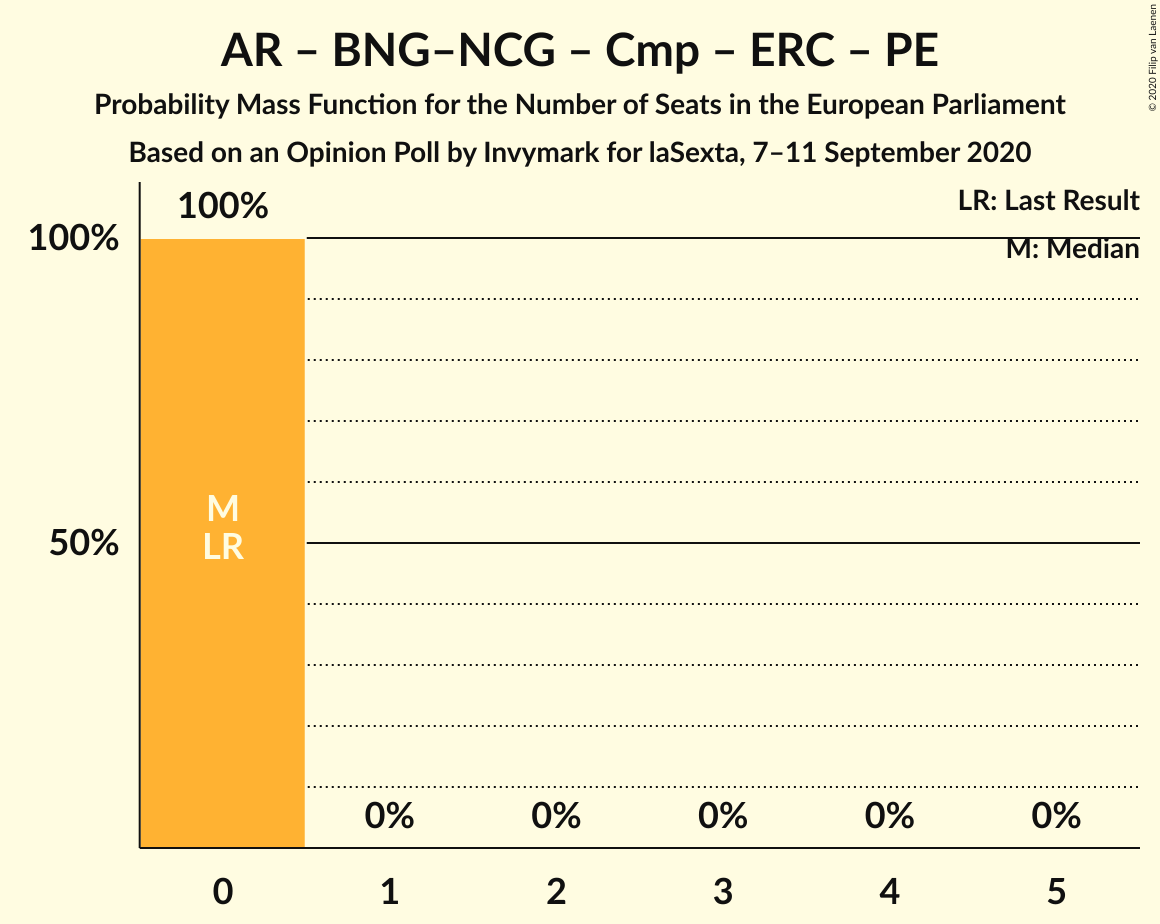 AR – BNG–NCG – Cmp – ERC – PE
Probability Mass Function for the Number of Seats in the European Parliament
Based on an Opinion Poll by Invymark for laSexta, 7–11 September 2020
© 2020 Filip van Laenen
LR: Last Result
M: Median
100%
100%
50%
M
LR
0% 0% 0% 0% 0%
0 1 2 3 4 5